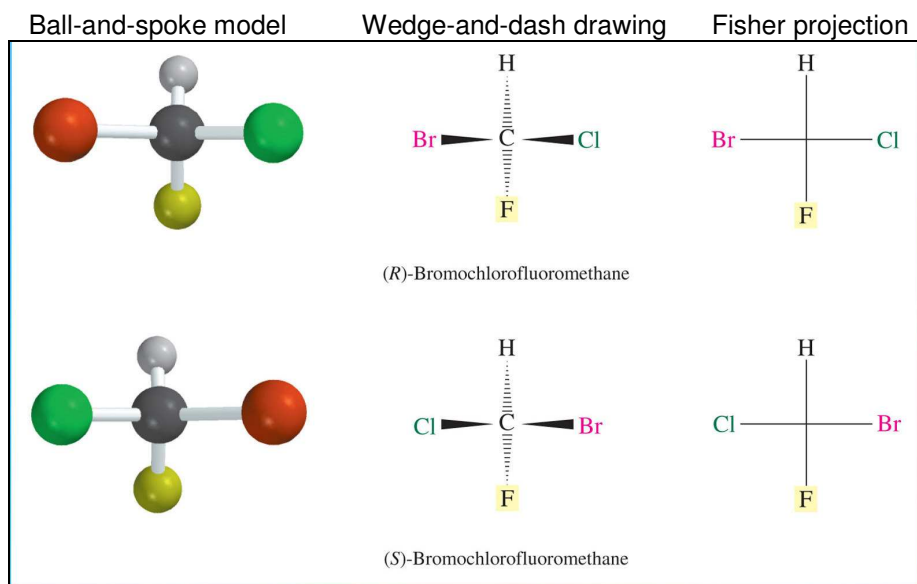 Ball-and-spoke model Wedge-and-dash drawing Fisher projection
H H
Br C Cl Br Cl
F F
(R)-Bromochlorofluoromethane
H H
Cl C Br Cl Br
F F
(S)-Bromochlorofluoromethane